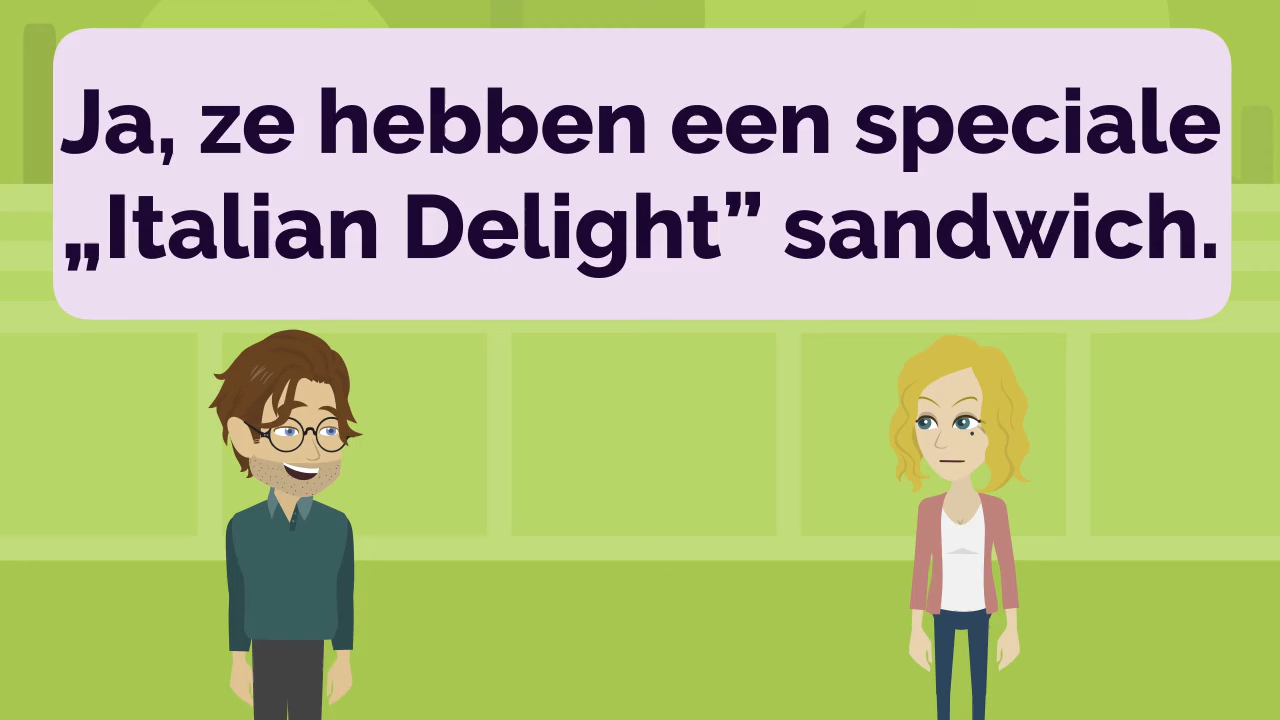 Ja, ze hebben een speciale
„Italian Delight” sandwich.